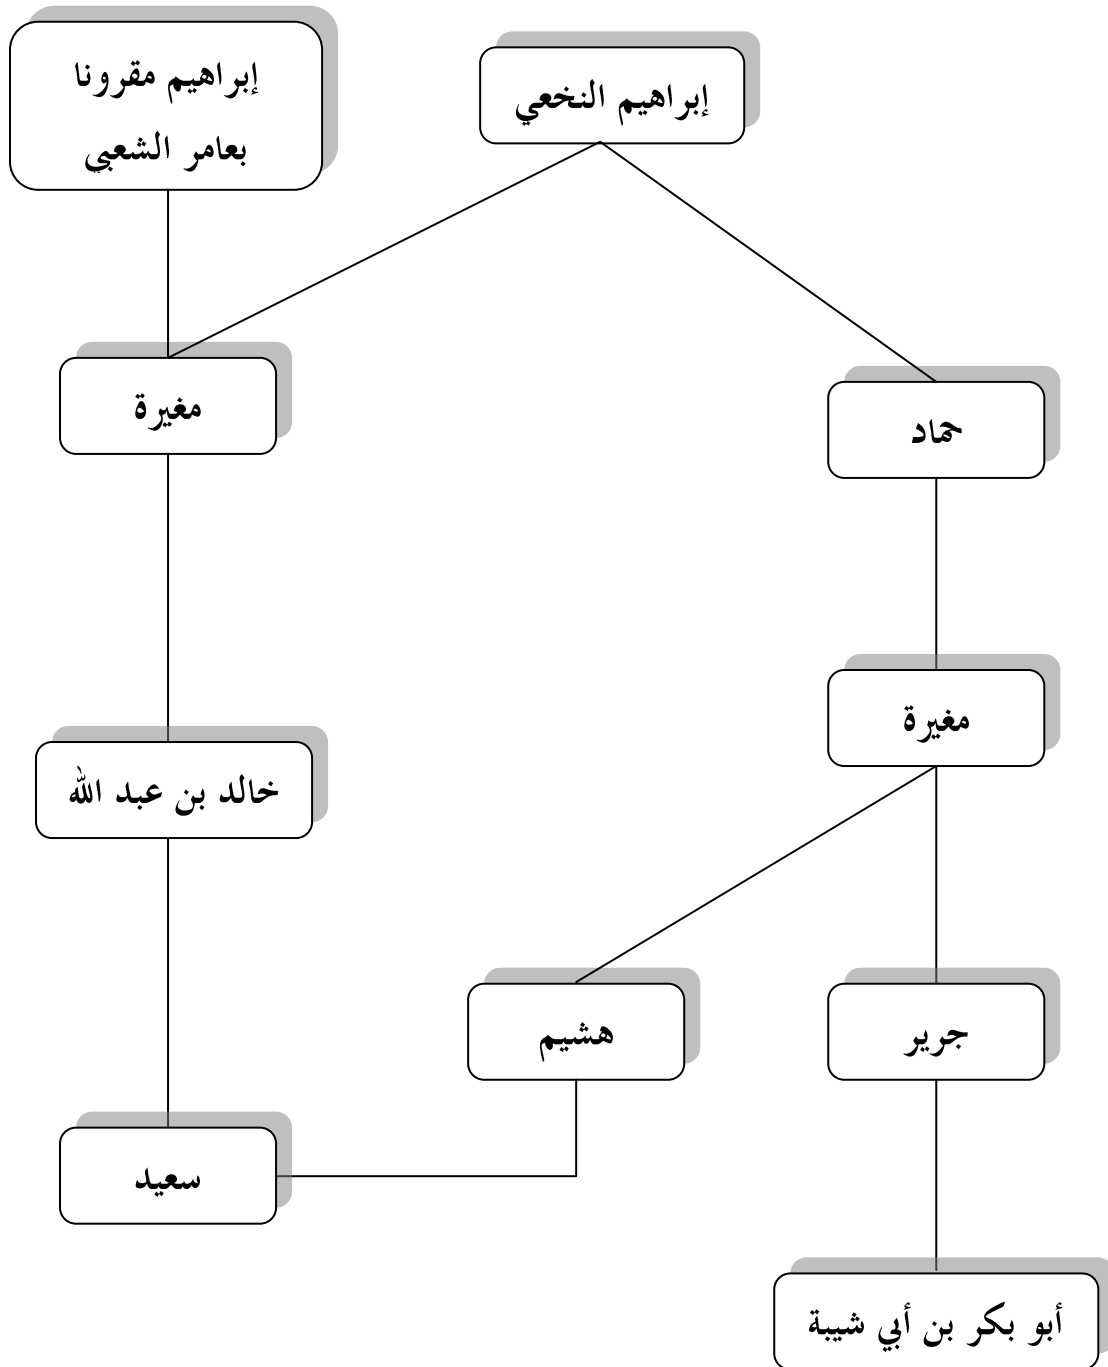 إبراهيم النخعي
إبراهيم مقرونا
بعامر الشعبي
مغيرة
حماد
مغيرة
خالد بن عبد الله
جرير
هشيم
سعيد
أبو بكر بن أبي شيبة